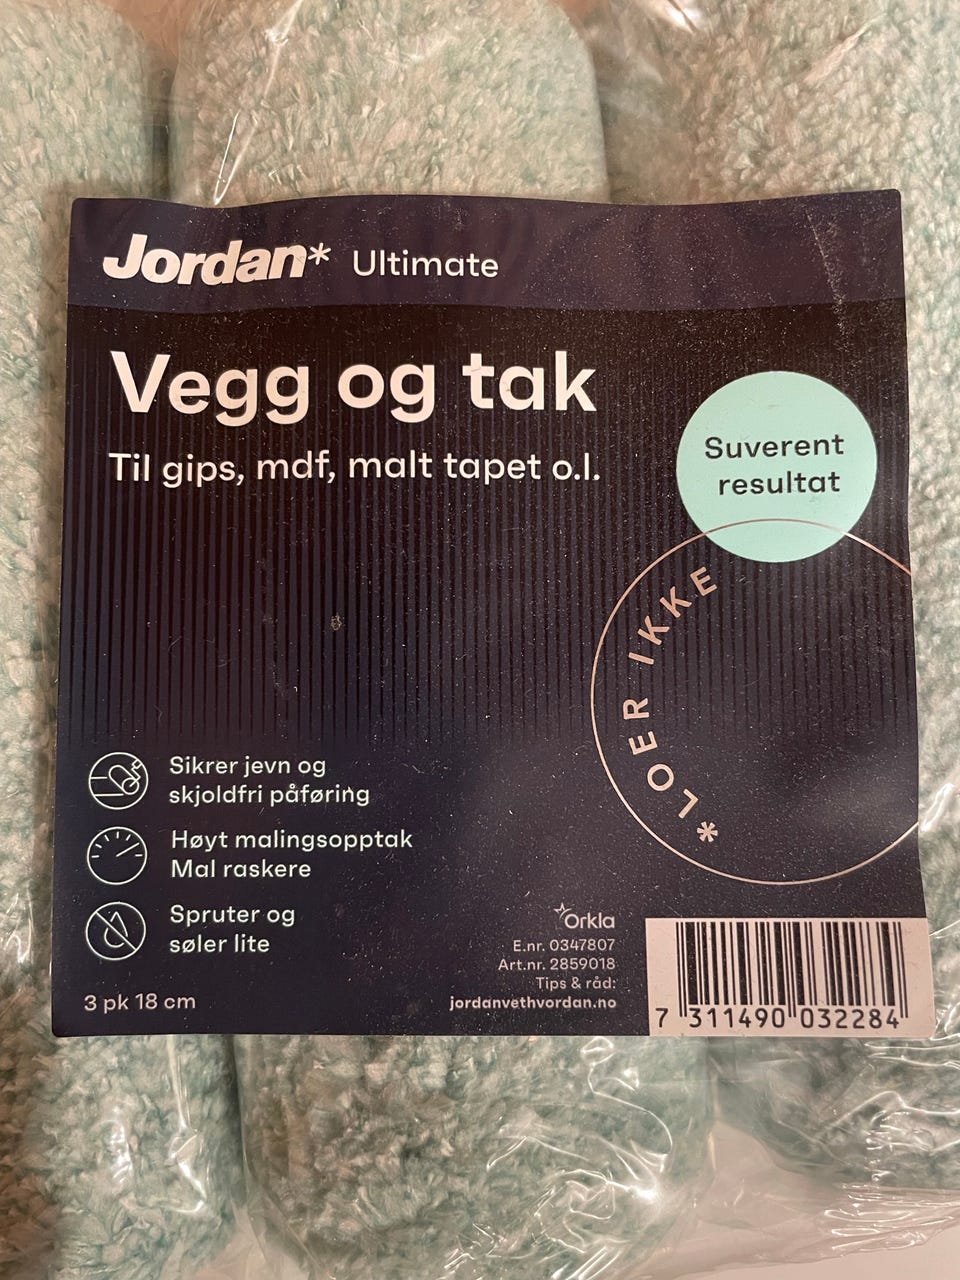 Jordan* Ultimate
Vegg og tak
Til gips, mdf, malt tapet o.l.
Suverent
resultat
*LOER IKKE
Sikrer jevn og
skjoldfri påføring
Høyt malingsopptak
Mal raskere
Spruter og
søler lite
3 pk 18 cm
Orkla
E.nr. 0347807
Art.nr. 2859018
Tips & råd:
jordanvethvordan.no
7 311490 032284